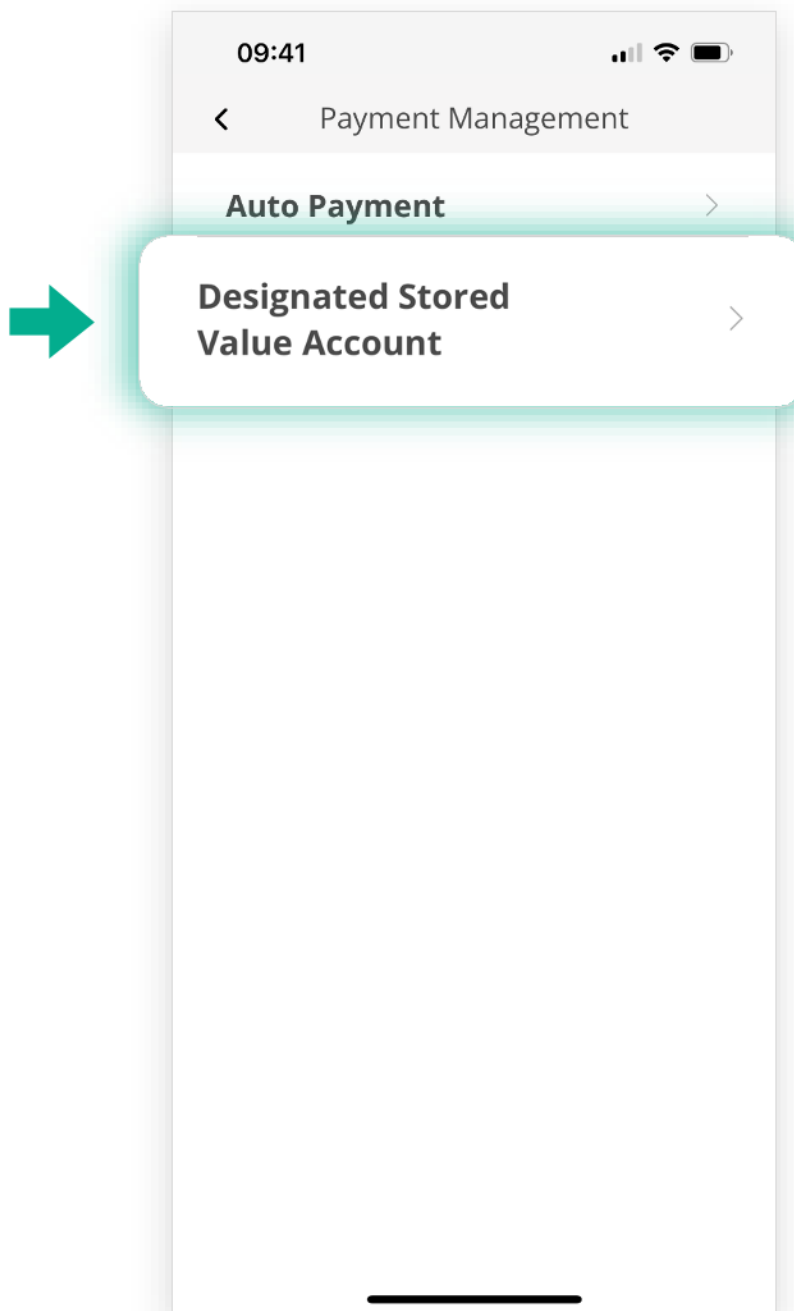 09:41
Payment Management
Auto Payment
Designated Stored
Value Account